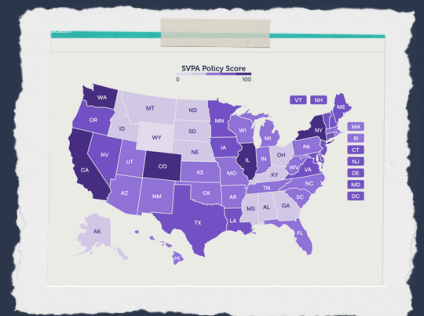 SVPA Policy Score
0 100
WA
MT
ND
MN
VT NH
ME
OR
ID
SD
WI
MI
NY
MA
WY
RI
NV
UT
NE
IA
IL
IN
OH
PA
CT
CA
CO
KS
MO
KY
WV
VA
NJ
DE
AZ
NM
OK
AR
TN
NC
MD
TX
MS
AL
GA
SC
DC
LA
AK
HI
FL